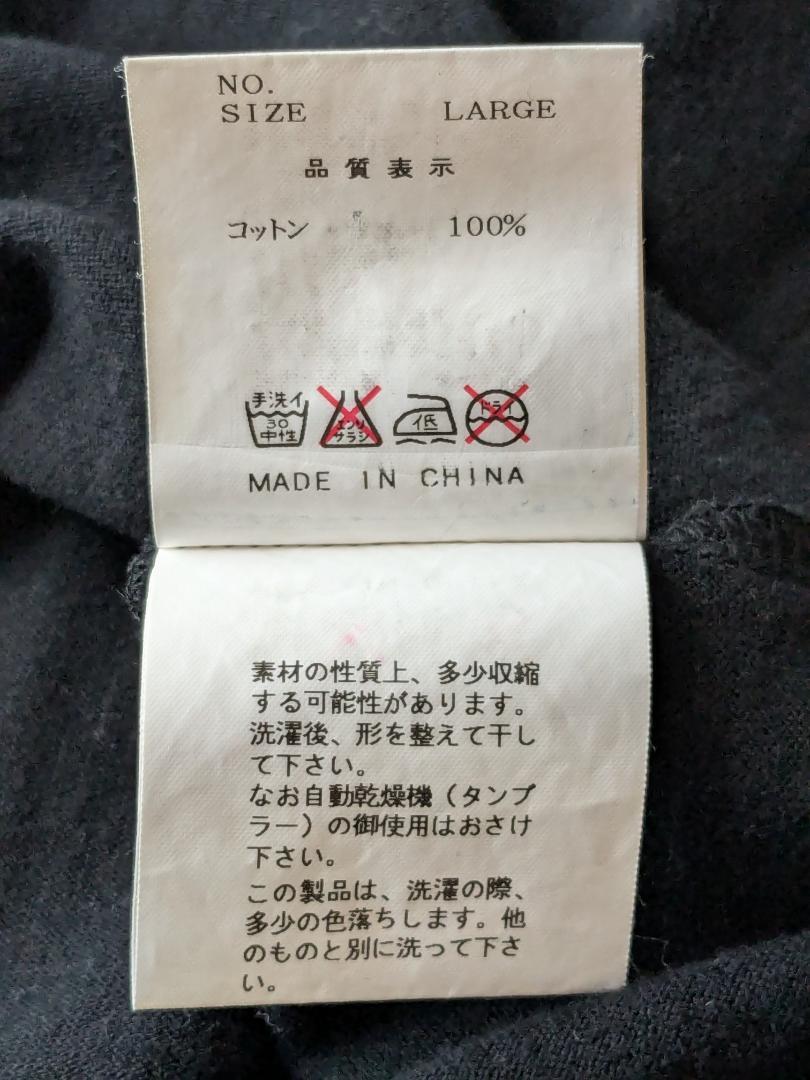 NO.
SIZE LARGE
品質表示
コットン 100%
手洗イ
30
中性
エンソ
サラシ
低
ドライ
MADE IN CHINA
素材の性質上、多少収縮
する可能性があります。
洗濯後、形を整えて干し
て下さい。
なお自動乾燥機（タンブ
ラー）の御使用はおさけ
下さい。
この製品は、洗濯の際、
多少の色落ちします。他
のものと別に洗って下さ
い。